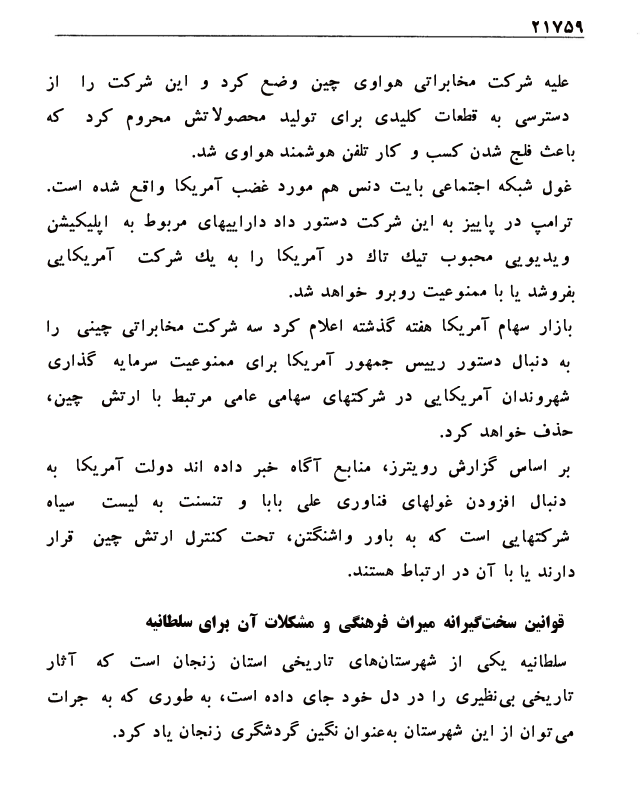 ۲۱۷۵۹
علیه شرکت مخابراتی هواوی چین وضع کرد و این شرکت را از
دسترسی به قطعات کلیدی برای تولید محصولاتش محروم کرد که
باعث فلج شدن کسب و کار تلفن هوشمند هواوی شد.
غول شبکه اجتماعی بایت دنس هم مورد غضب آمریکا واقع شده است.
ترامپ در پاییز به این شرکت دستور داد داراییهای مربوط به اپلیکیشن
ویدیویی محبوب تیك تاك در آمریکا را به یك شرکت آمریکایی
بفروشد یا با ممنوعیت روبرو خواهد شد.
بازار سهام آمریکا هفته گذشته اعلام کرد سه شرکت مخابراتی چینی را
به دنبال دستور رییس جمهور آمریکا برای ممنوعیت سرمایه گذاری
شهروندان آمریکایی در شرکتهای سهامی عامی مرتبط با ارتش چین،
حذف خواهد کرد.
بر اساس گزارش رویترز، منابع آگاه خبر داده اند دولت آمریکا به
دنبال افزودن غولهای فناوری علی بابا و تنسنت به لیست سیاه
شرکتهایی است که به باور واشنگتن، تحت کنترل ارتش چین قرار
دارند یا با آن در ارتباط هستند.
قوانین سخت‌گیرانه میراث فرهنگی و مشکلات آن برای سلطانیه
سلطانیه یکی از شهرستان‌های تاریخی استان زنجان است که آثار
تاریخی بی‌نظیری را در دل خود جای داده است، به طوری که به جرات
می‌توان از این شهرستان به‌عنوان نگین گردشگری زنجان یاد کرد.